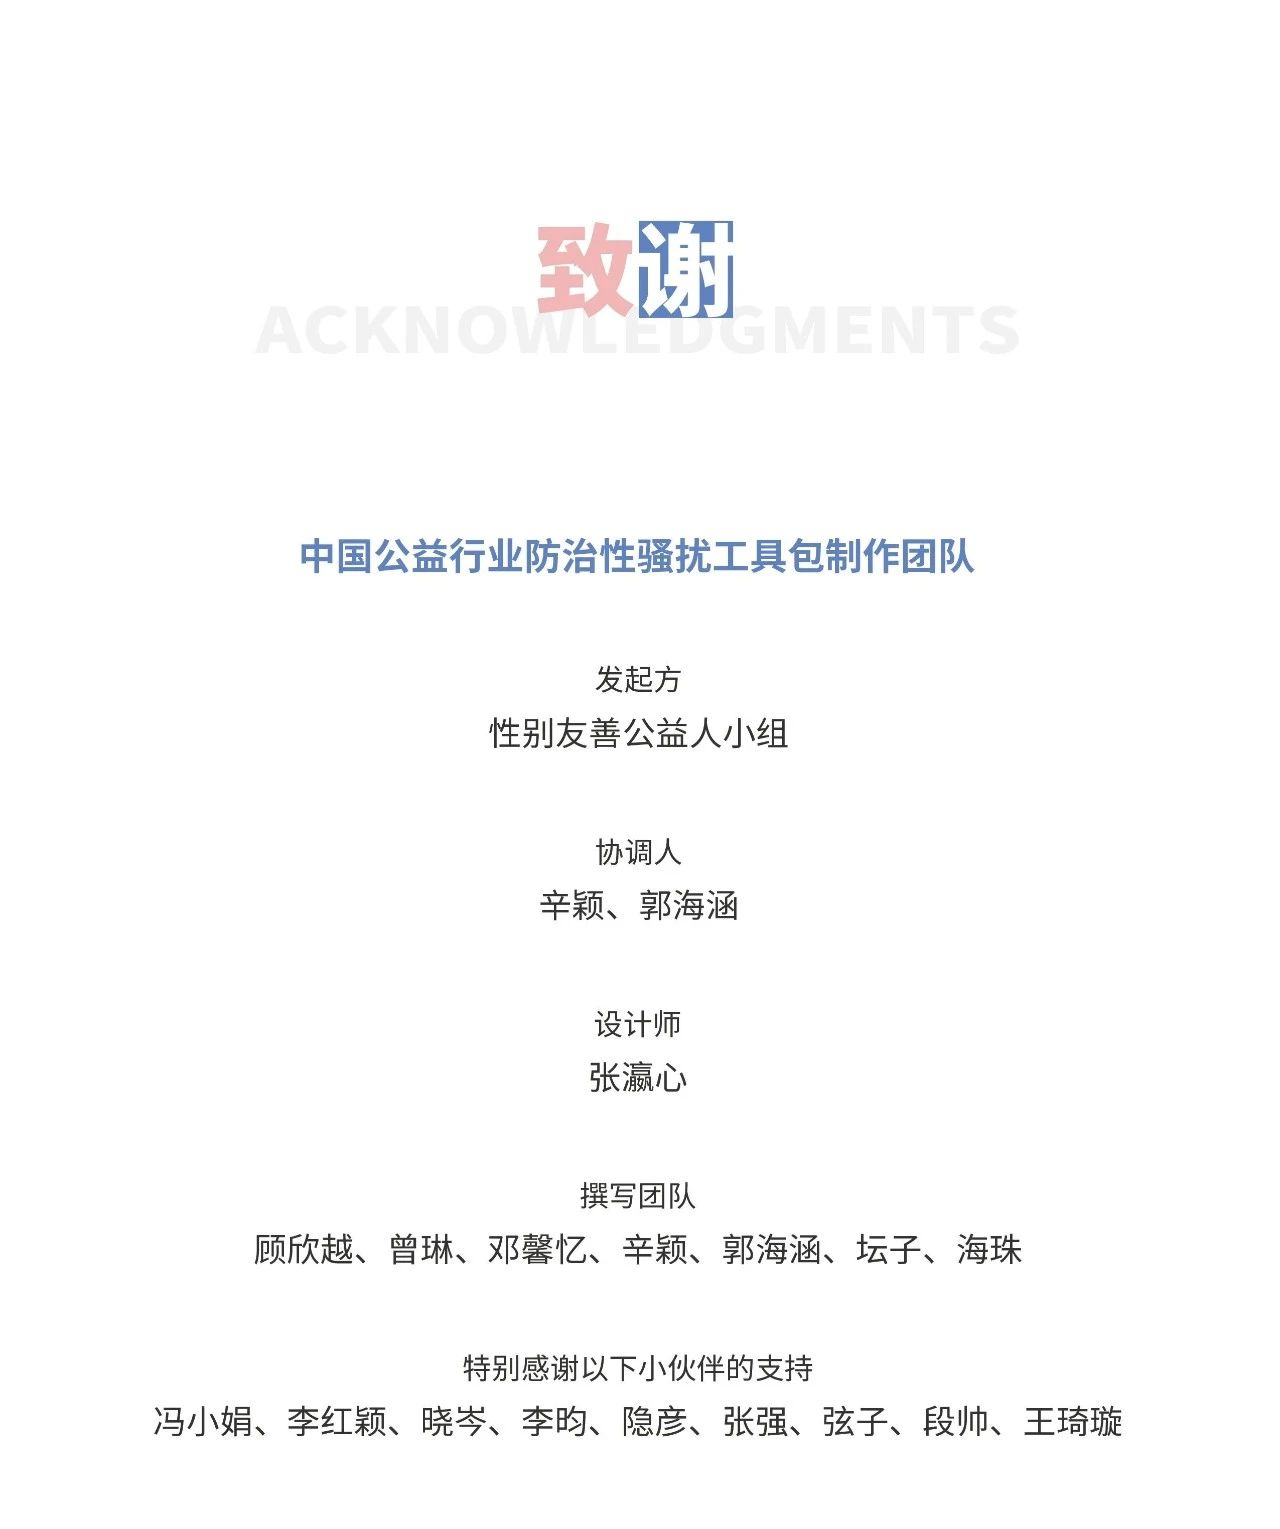 致谢
ACKNOWLEDGMENTS
中国公益行业防治性骚扰工具包制作团队
发起方
性别友善公益人小组
协调人
辛颖、郭海涵
设计师
张瀛心
撰写团队
顾欣越、曾琳、邓馨忆、辛颖、郭海涵、坛子、海珠
特别感谢以下小伙伴的支持
冯小娟、李红颖、晓岑、李昀、隐彦、张强、弦子、段帅、王琦璇